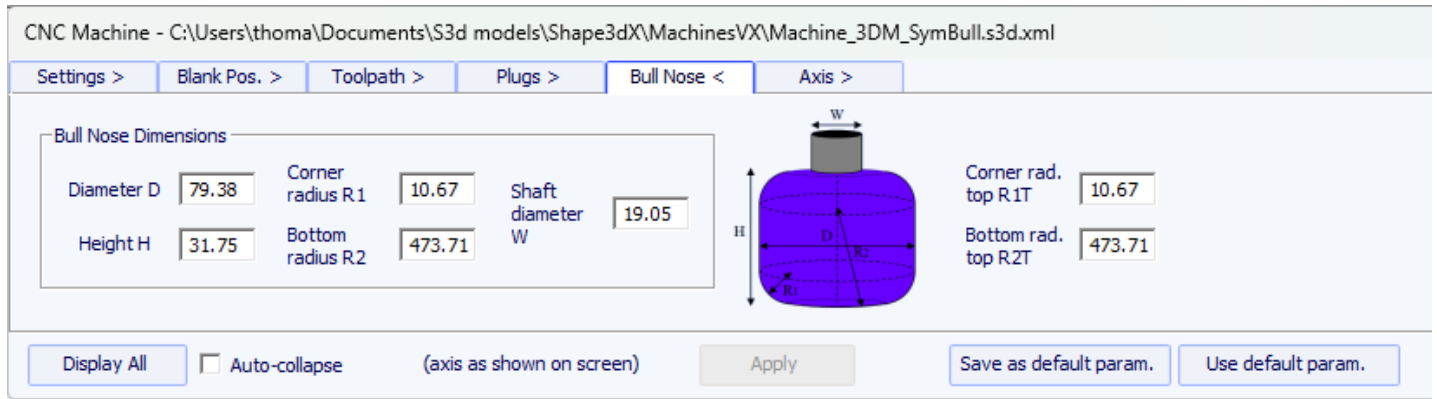 CNC Machine - C:\Users\thoma\Documents\S3d models\Shape3dX\MachinesVX\Machine_3DM_SymBull.s3d.xml
Settings >
Blank Pos. >
Toolpath >
Plugs >
Bull Nose <
Axis >
Bull Nose Dimensions
Diameter D
79.38
Corner
radius R1
10.67
Shaft
diameter
W
19.05
Height H
31.75
Bottom
radius R2
473.71
W
H
D
R2
R1
Corner rad.
top R1T
10.67
Bottom rad.
top R2T
473.71
Display All
Auto-collapse
(axis as shown on screen)
Apply
Save as default param.
Use default param.